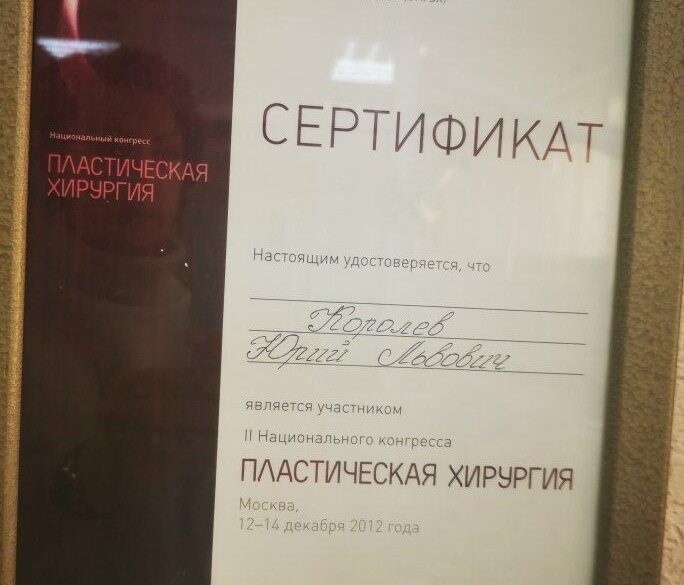 Национальный конгресс
ПЛАСТИЧЕСКАЯ
ХИРУРГИЯ
СЕРТИФИКАТ
Настоящим удостоверяется, что
Королев
Юрий Львович
является участником
II Национального конгресса
ПЛАСТИЧЕСКАЯ ХИРУРГИЯ
Москва,
12–14 декабря 2012 года